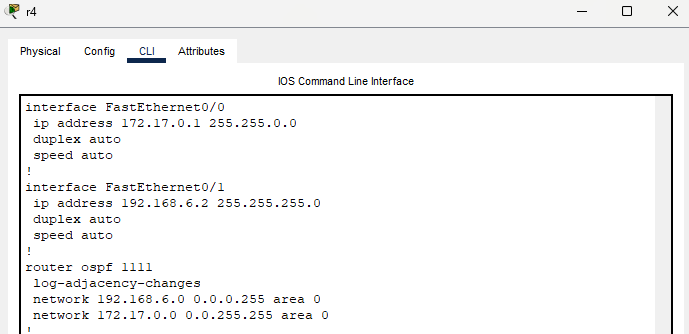 r4
Physical Config CLI Attributes
IOS Command Line Interface
interface FastEthernet0/0
 ip address 172.17.0.1 255.255.0.0
 duplex auto
 speed auto
!
interface FastEthernet0/1
 ip address 192.168.6.2 255.255.255.0
 duplex auto
 speed auto
!
router ospf 1111
 log-adjacency-changes
 network 192.168.6.0 0.0.0.255 area 0
 network 172.17.0.0 0.0.255.255 area 0
!